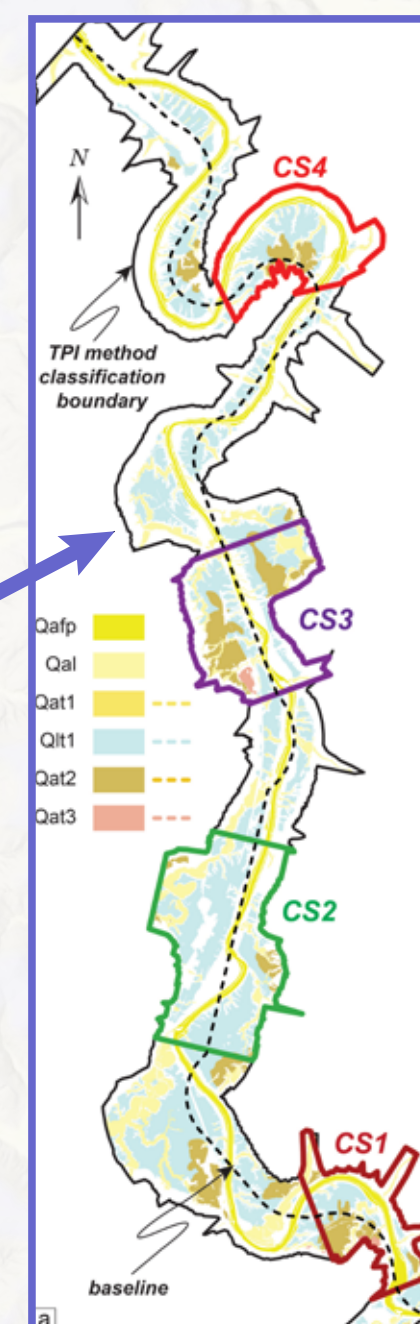 CS4
N
TPI method
classification
boundary
CS3
Qafp
Qal
Qat1
Qlt1
Qat2
Qat3
CS2
CS1
baseline
a